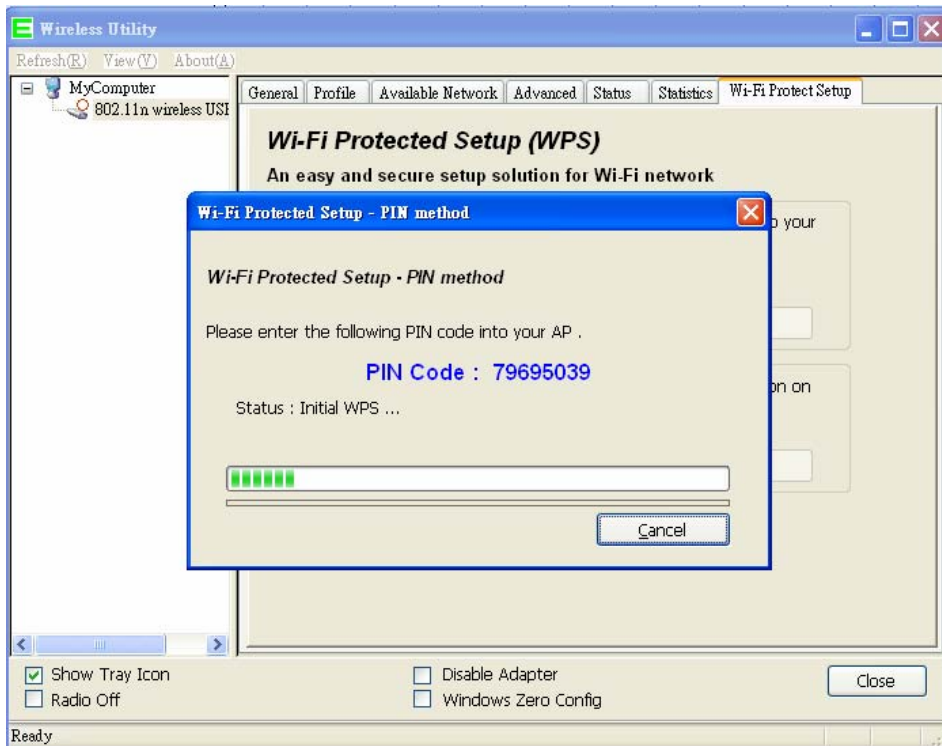 Wireless Utility
Refresh(R) View(V) About(A)
MyComputer
802.11n wireless USB
General Profile Available Network Advanced Status Statistics Wi-Fi Protect Setup
Wi-Fi Protected Setup (WPS)
An easy and secure setup solution for Wi-Fi network
your
Wi-Fi Protected Setup - PIN method
Wi-Fi Protected Setup - PIN method
Please enter the following PIN code into your AP .
PIN Code : 79695039
on
Status : Initial WPS ...
Cancel
Show Tray Icon
Radio Off
Disable Adapter
Windows Zero Config
Close
Ready